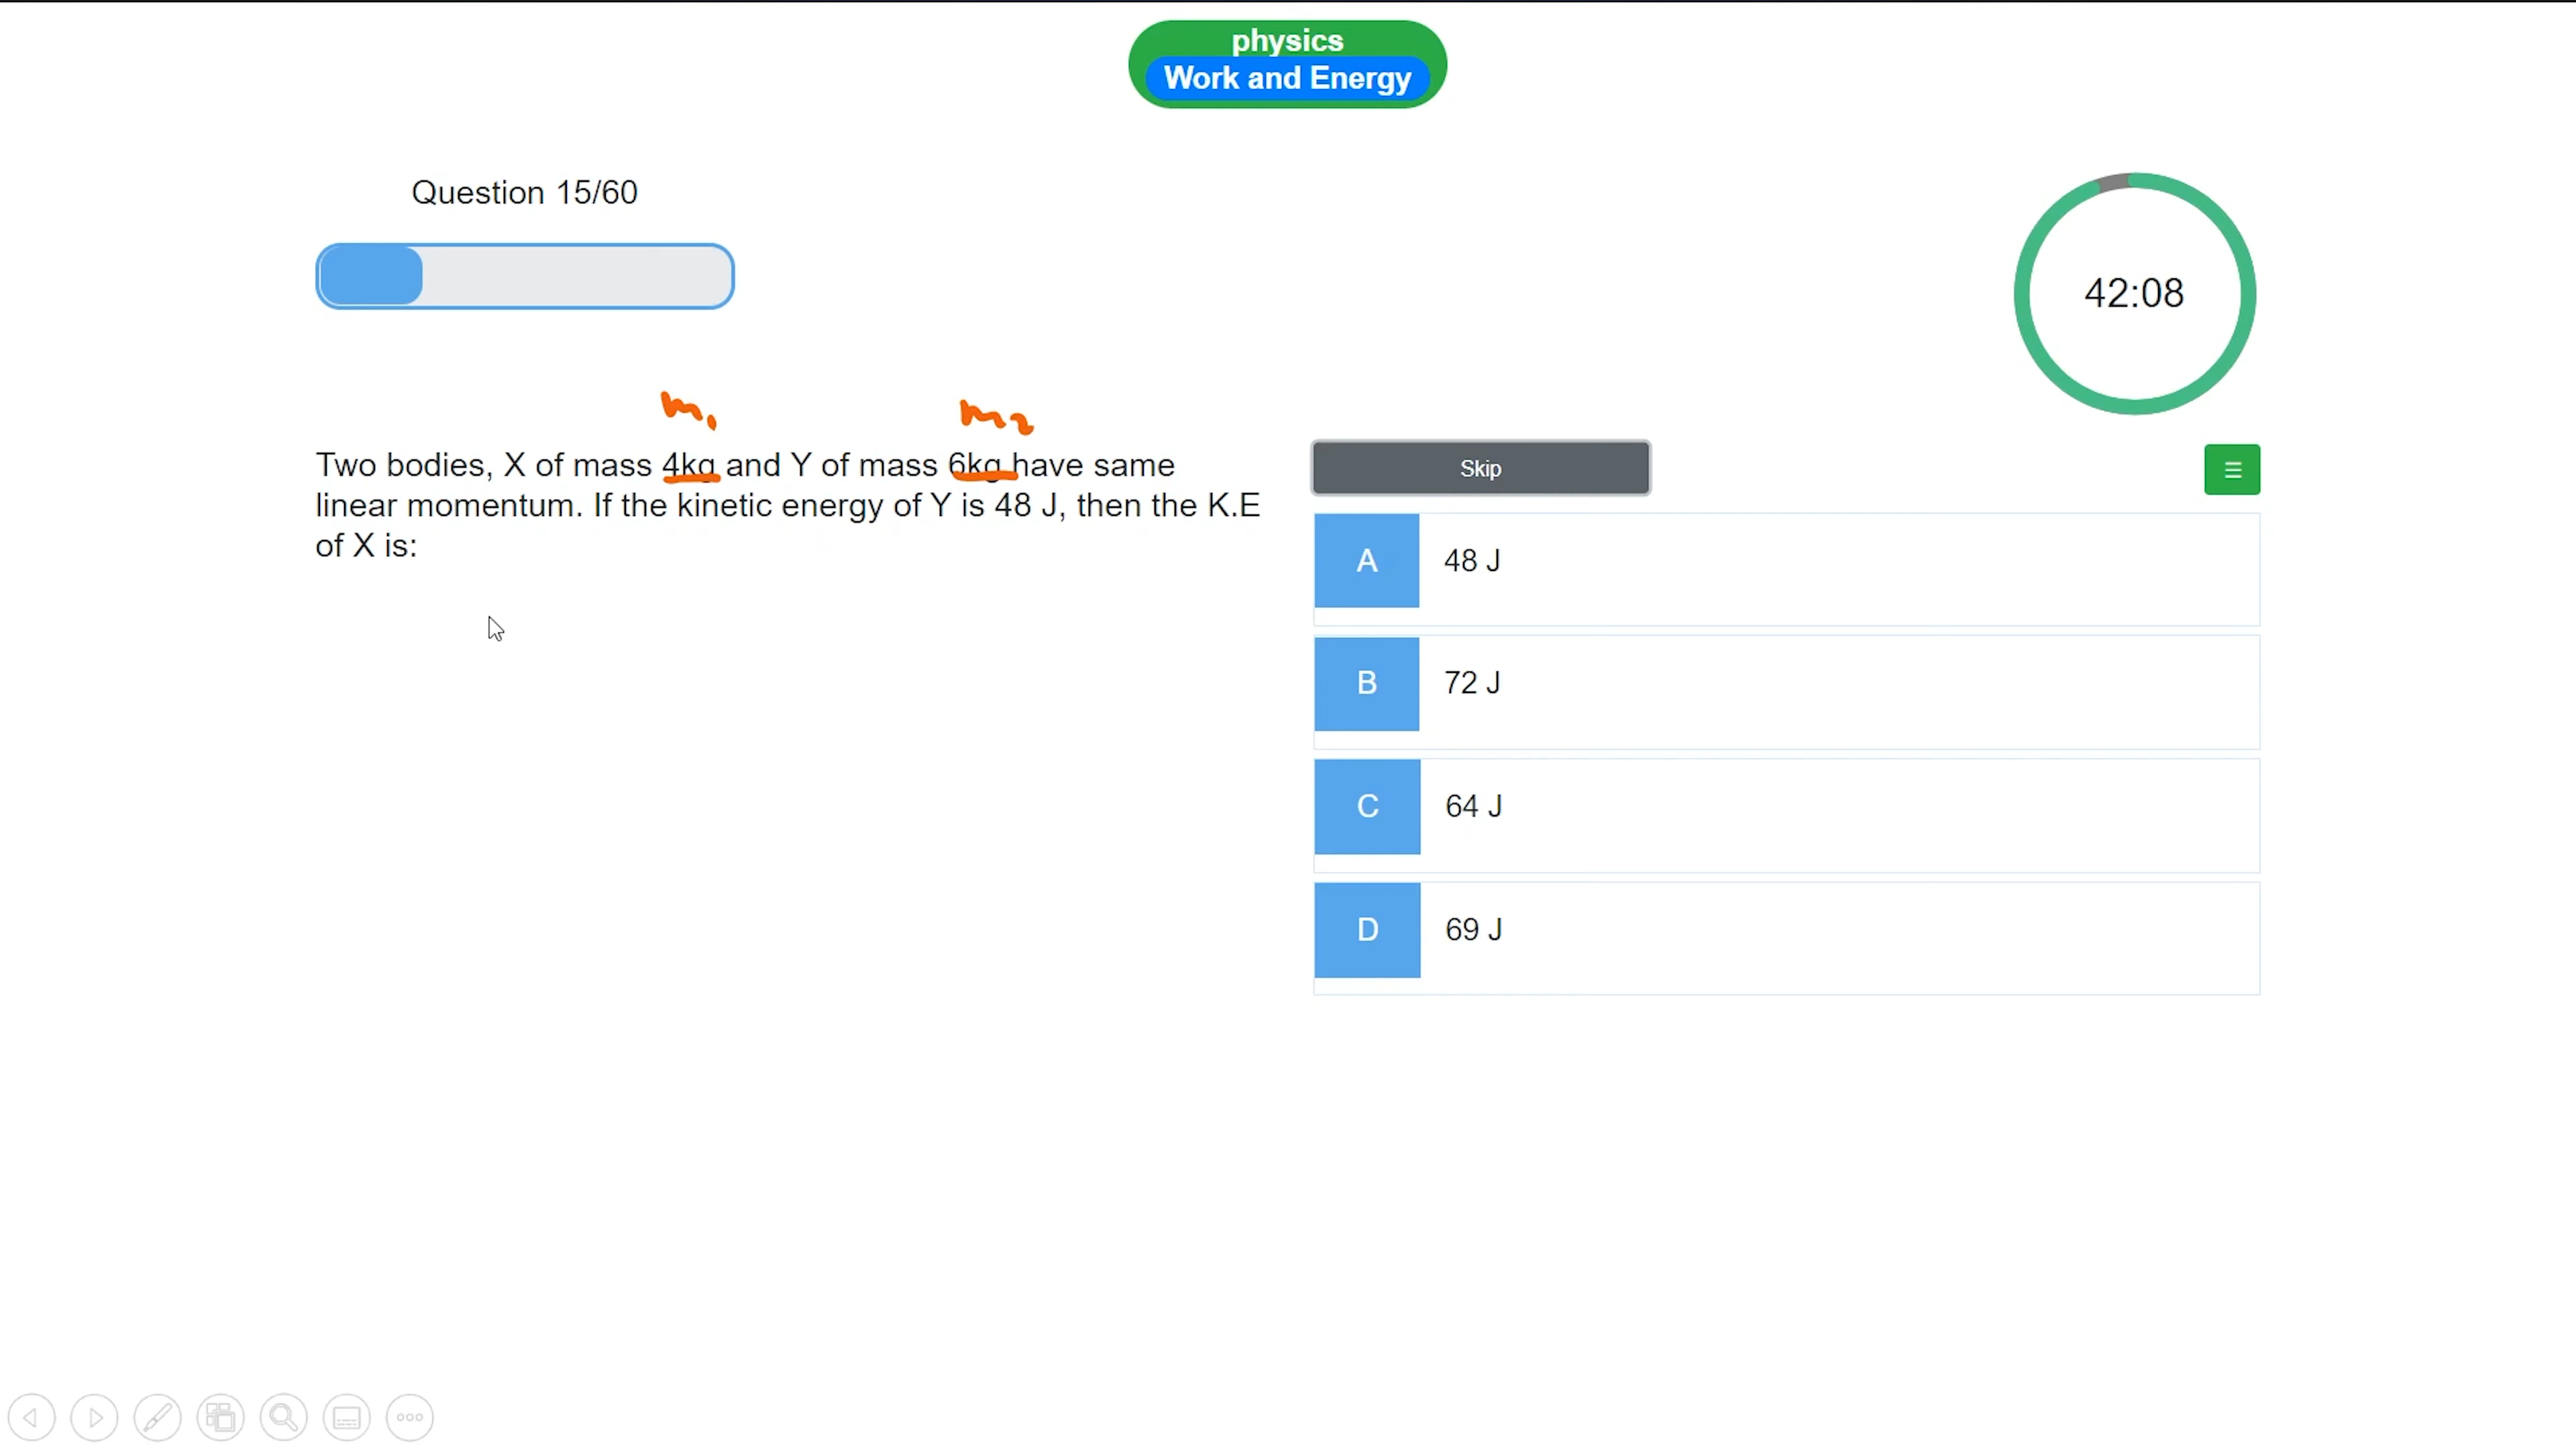 physics
Work and Energy
Question 15/60
42:08
m1
m2
Two bodies, X of mass 4kg and Y of mass 6kg have same
linear momentum. If the kinetic energy of Y is 48 J, then the K.E
of X is:
Skip
A 48 J
B 72 J
C 64 J
D 69 J